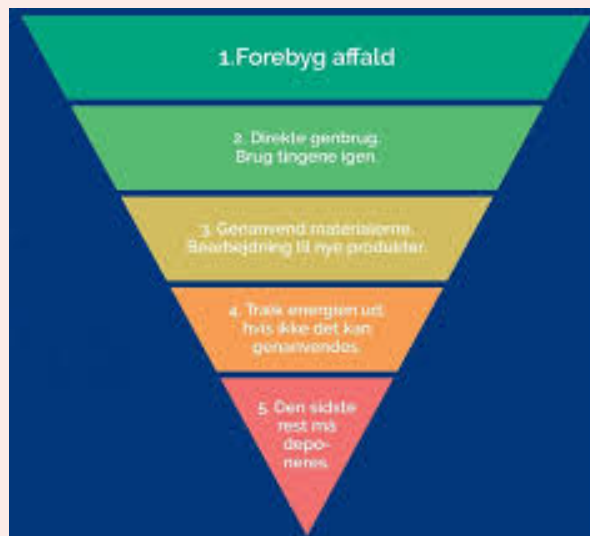 1.Forebyg affald
2. Direkte genbrug.
Brug tingene igen.
3. Genanvend materialerne.
Bearbejdning til nye produkter.
4. Træk energien ud,
hvis ikke det kan
genanvendes.
5. Den sidste
rest må
depo-
neres.